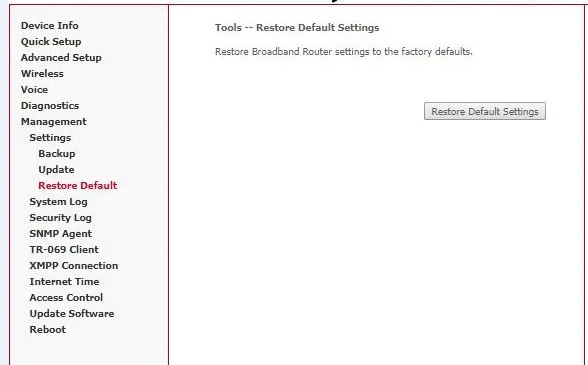 Device Info
Quick Setup
Advanced Setup
Wireless
Voice
Diagnostics
Management
Settings
Backup
Update
Restore Default
System Log
Security Log
SNMP Agent
TR-069 Client
XMPP Connection
Internet Time
Access Control
Update Software
Reboot
Tools -- Restore Default Settings
Restore Broadband Router settings to the factory defaults.
Restore Default Settings